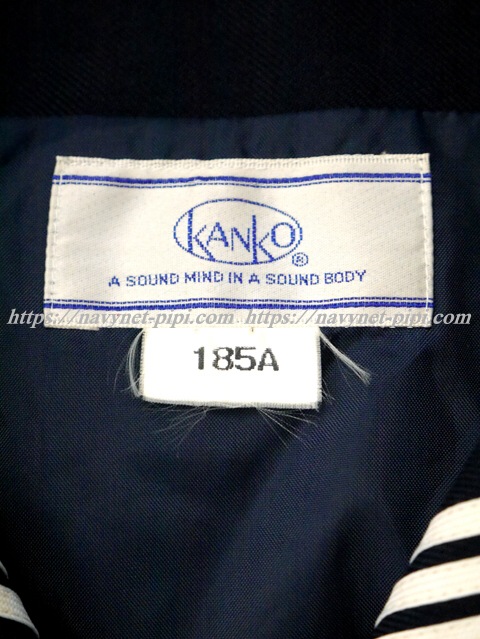 KANKO®
A SOUND MIND IN A SOUND BODY
https://navynet-pipi.com https://navynet-pipi.com
185A